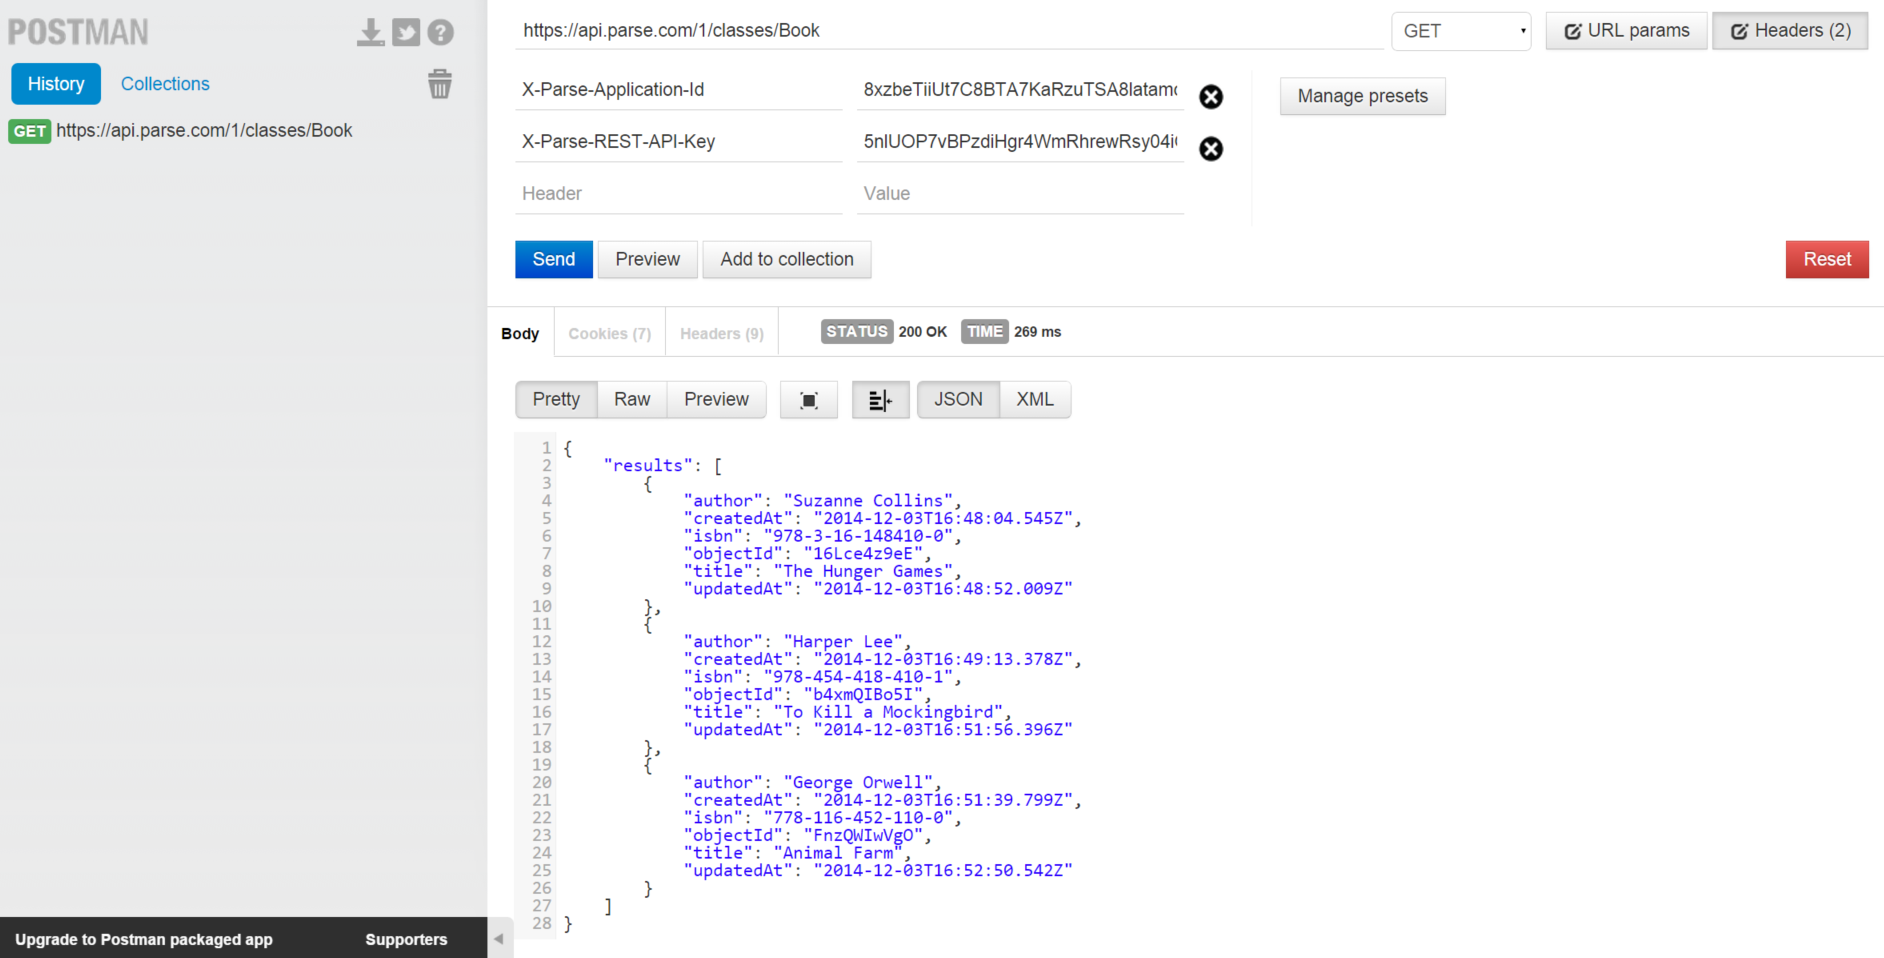 POSTMAN
History Collections
GET https://api.parse.com/1/classes/Book
https://api.parse.com/1/classes/Book GET URL params Headers (2)
X-Parse-Application-Id 8xzbeTiiUt7C8BTA7KaRzuTSA8latam
Manage presets
X-Parse-REST-API-Key 5nlUOP7vBPzdiHgr4WmRhrewRsy04i
Header Value
Send Preview Add to collection Reset
Body Cookies (7) Headers (9) STATUS 200 OK TIME 269 ms
Pretty Raw Preview JSON XML
1 {
2 "results": [
3 {
4 "author": "Suzanne Collins",
5 "createdAt": "2014-12-03T16:48:04.545Z",
6 "isbn": "978-3-16-148410-0",
7 "objectId": "16Lce4z9eE",
8 "title": "The Hunger Games",
9 "updatedAt": "2014-12-03T16:48:52.009Z"
10 },
11 {
12 "author": "Harper Lee",
13 "createdAt": "2014-12-03T16:49:13.378Z",
14 "isbn": "978-454-418-410-1",
15 "objectId": "b4xmQIBo5I",
16 "title": "To Kill a Mockingbird",
17 "updatedAt": "2014-12-03T16:51:56.396Z"
18 },
19 {
20 "author": "George Orwell",
21 "createdAt": "2014-12-03T16:51:39.799Z",
22 "isbn": "778-116-452-110-0",
23 "objectId": "FnzQWIwVgO",
24 "title": "Animal Farm",
25 "updatedAt": "2014-12-03T16:52:50.542Z"
26 }
27 ]
28 }
Upgrade to Postman packaged app Supporters